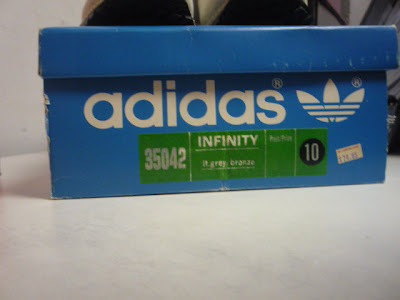 adidas®
®
35042
INFINITY
lt.grey/bronze
10